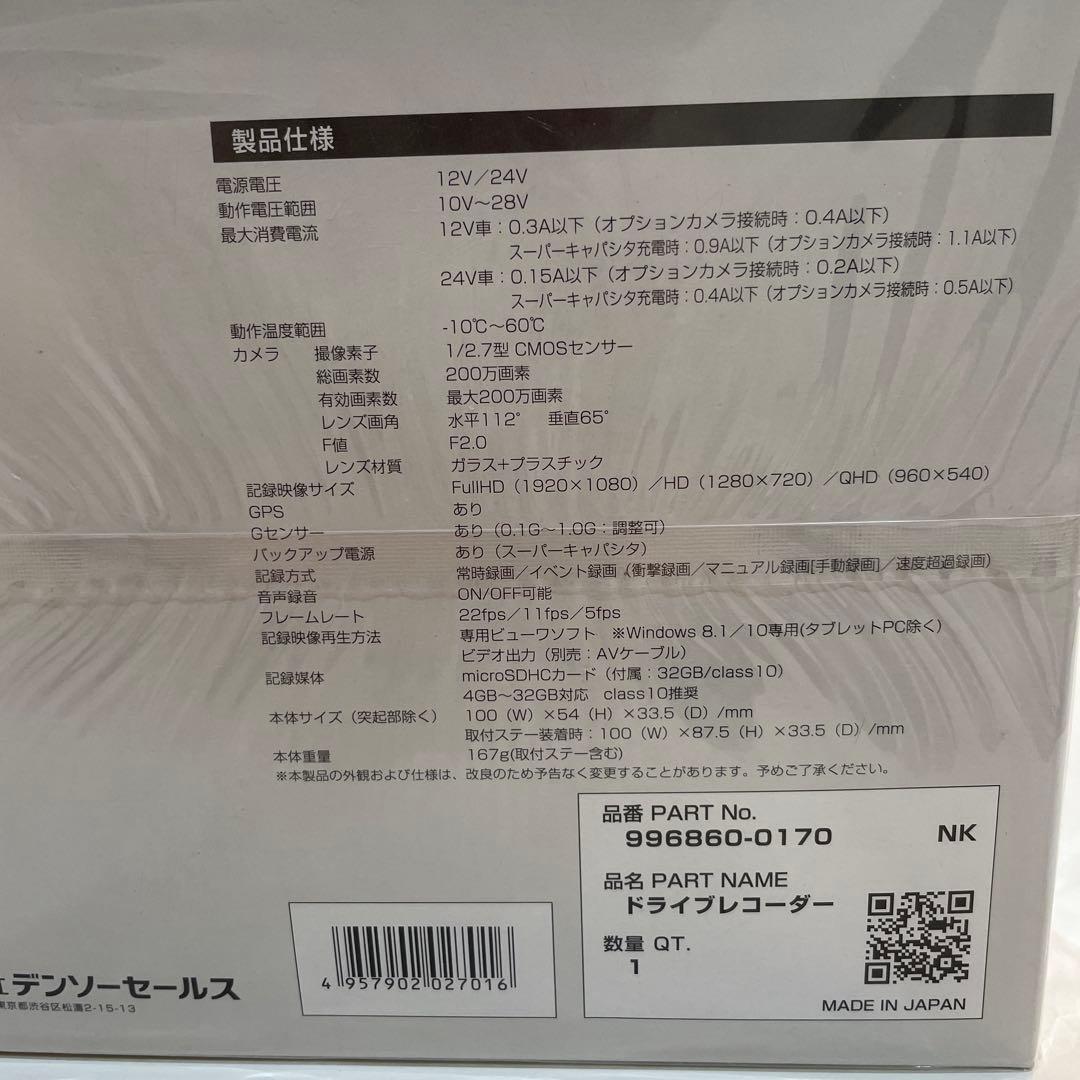 製品仕様
電源電圧 12V／24V
動作電圧範囲 10V～28V
最大消費電流 12V車：0.3A以下（オプションカメラ接続時：0.4A以下）
スーパーキャパシタ充電時：0.9A以下（オプションカメラ接続時：1.1A以下）
24V車：0.15A以下（オプションカメラ接続時：0.2A以下）
スーパーキャパシタ充電時：0.4A以下（オプションカメラ接続時：0.5A以下）
動作温度範囲 -10℃～60℃
カメラ 撮像素子 1/2.7型 CMOSセンサー
総画素数 200万画素
有効画素数 最大200万画素
レンズ画角 水平112° 垂直65°
F値 F2.0
レンズ材質 ガラス+プラスチック
記録映像サイズ FullHD（1920×1080）／HD（1280×720）／QHD（960×540）
GPS あり
Gセンサー あり（0.1G～1.0G：調整可）
バックアップ電源 あり（スーパーキャパシタ）
記録方式 常時録画／イベント録画（衝撃録画／マニュアル録画[手動録画]／速度超過録画）
音声録音 ON/OFF可能
フレームレート 22fps／11fps／5fps
記録映像再生方法 専用ビューワソフト ※Windows 8.1／10専用(タブレットPC除く)
ビデオ出力（別売：AVケーブル）
記録媒体 microSDHCカード（付属：32GB/class10）
4GB～32GB対応 class10推奨
本体サイズ（突起部除く） 100（W）×54（H）×33.5（D）/mm
取付ステー装着時：100（W）×87.5（H）×33.5（D）/mm
本体重量 167g(取付ステー含む)
※本製品の外観および仕様は、改良のため予告なく変更することがあります。予めご了承ください。
品番 PART No.
996860-0170 NK
品名 PART NAME
ドライブレコーダー
数量 QT.
1
MADE IN JAPAN
4 957902 027016
デンソーセールス
東京都渋谷区松濤2-15-13